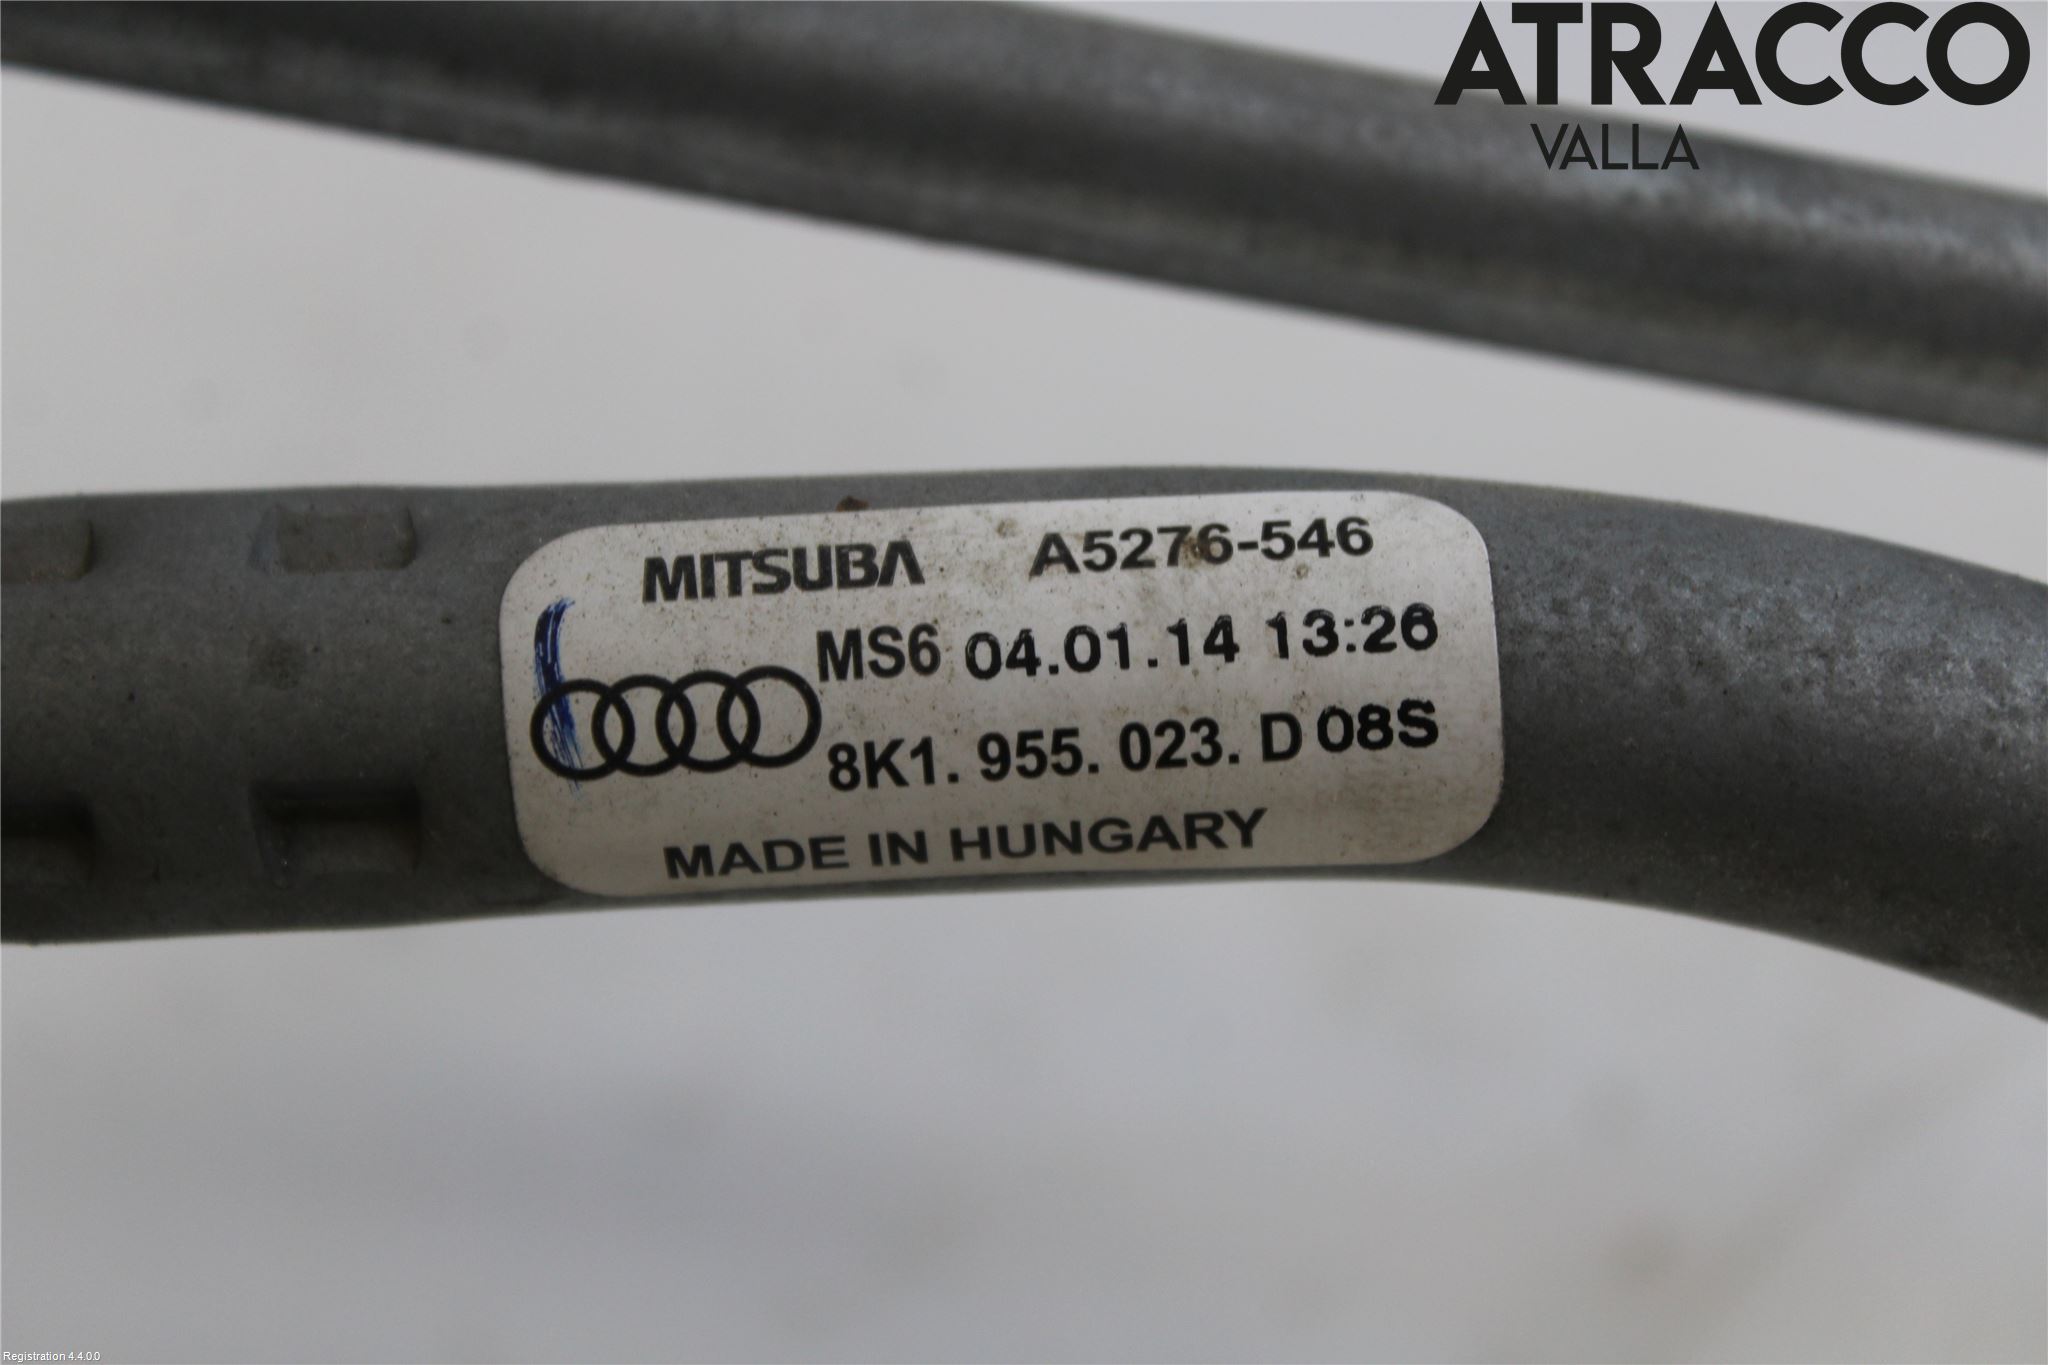 ATRACCO
VALLA
MITSUBA A5276-546
MS6 04.01.14 13:26
8K1. 955. 023. D 08S
MADE IN HUNGARY
Registration 4.4.0.0